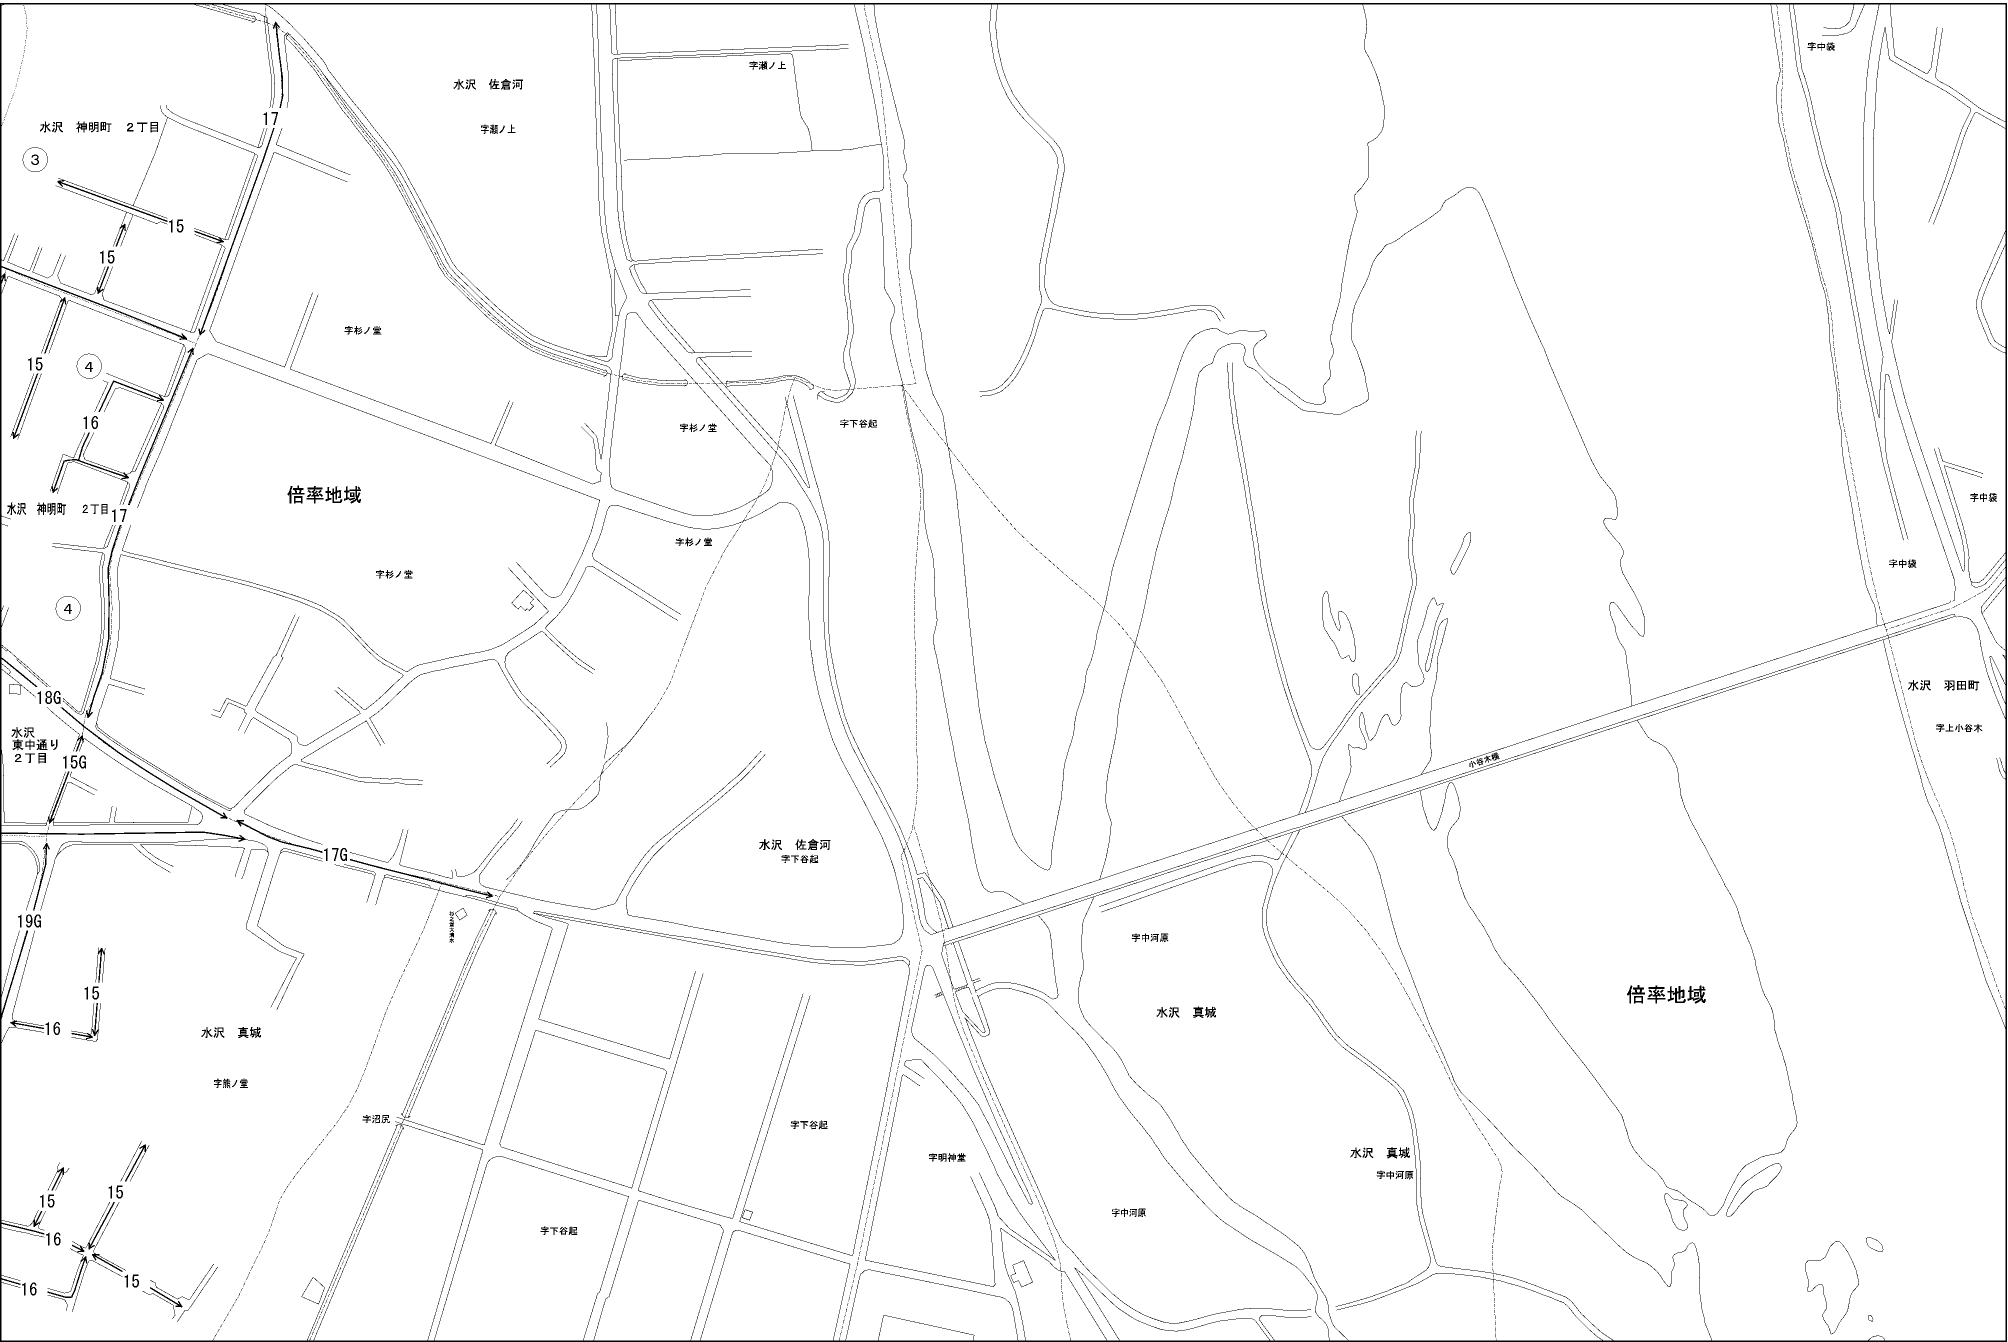 字中袋
字瀬ノ上
水沢 佐倉河
17
水沢 神明町 2丁目
字瀬ノ上
3
15
15
字杉ノ堂
15
4
16
字杉ノ堂
字下谷起
倍率地域
字中袋
水沢 神明町 2丁目
17
字杉ノ堂
字中袋
字杉ノ堂
4
18G
水沢 羽田町
字上小谷木
水沢
東中通り
2丁目
15G
小谷木橋
水沢 佐倉河
字下谷起
17G
19G
字中河原
15
倍率地域
水沢 真城
16
水沢 真城
字熊ノ堂
字沼尻
字下谷起
水沢 真城
字明神堂
字中河原
15
15
字中河原
字下谷起
16
15
16